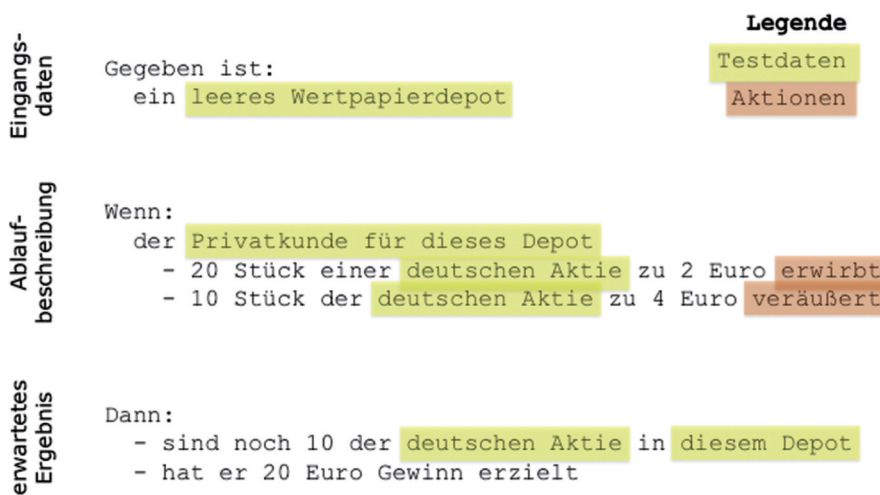 Legende
Testdaten
Aktionen
Eingangs-
daten
Gegeben ist:
ein leeres Wertpapierdepot
Ablauf-
beschreibung
Wenn:
der Privatkunde für dieses Depot
- 20 Stück einer deutschen Aktie zu 2 Euro erwirbt
- 10 Stück der deutschen Aktie zu 4 Euro veräußert
erwartetes
Ergebnis
Dann:
- sind noch 10 der deutschen Aktie in diesem Depot
- hat er 20 Euro Gewinn erzielt